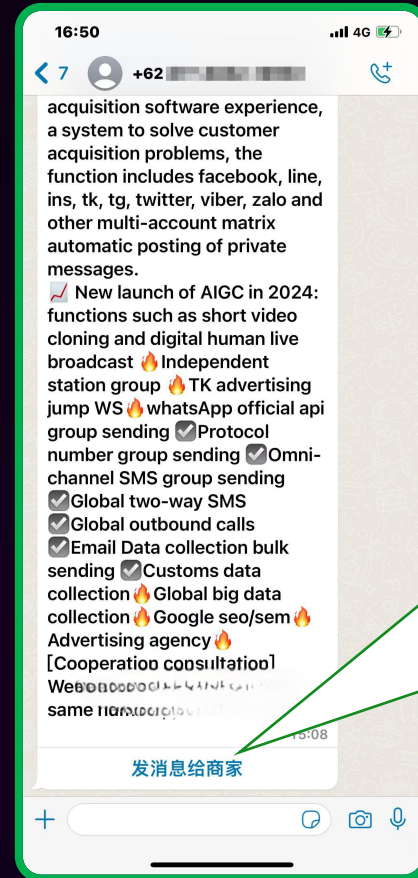 16:50
4G
7
+62
acquisition software experience,
a system to solve customer
acquisition problems, the
function includes facebook, line,
ins, tk, tg, twitter, viber, zalo and
other multi-account matrix
automatic posting of private
messages.
📈 New launch of AIGC in 2024:
functions such as short video
cloning and digital human live
broadcast 🔥Independent
station group 🔥TK advertising
jump WS🔥whatsApp official api
group sending ☑Protocol
number group sending ☑Omni-
channel SMS group sending
☑Global two-way SMS
☑Global outbound calls
☑Email Data collection bulk
sending ☑Customs data
collection🔥Global big data
collection🔥Google seo/sem🔥
Advertising agency🔥
[Cooperation consultation]
same
15:08
发消息给商家